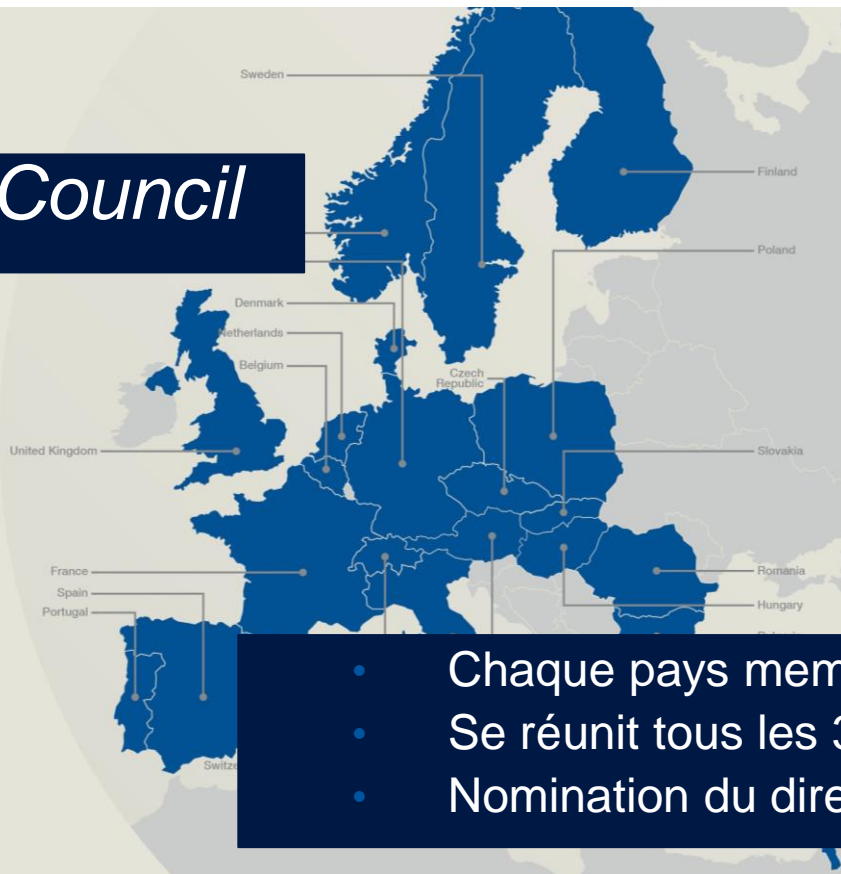 Sweden
Finland
Council
Poland
Denmark
Netherlands
Belgium
Czech
Republic
United Kingdom
Slovakia
France
Romania
Spain
Hungary
Portugal
Chaque pays mem
Se réunit tous les 3
Nomination du dire
Switze